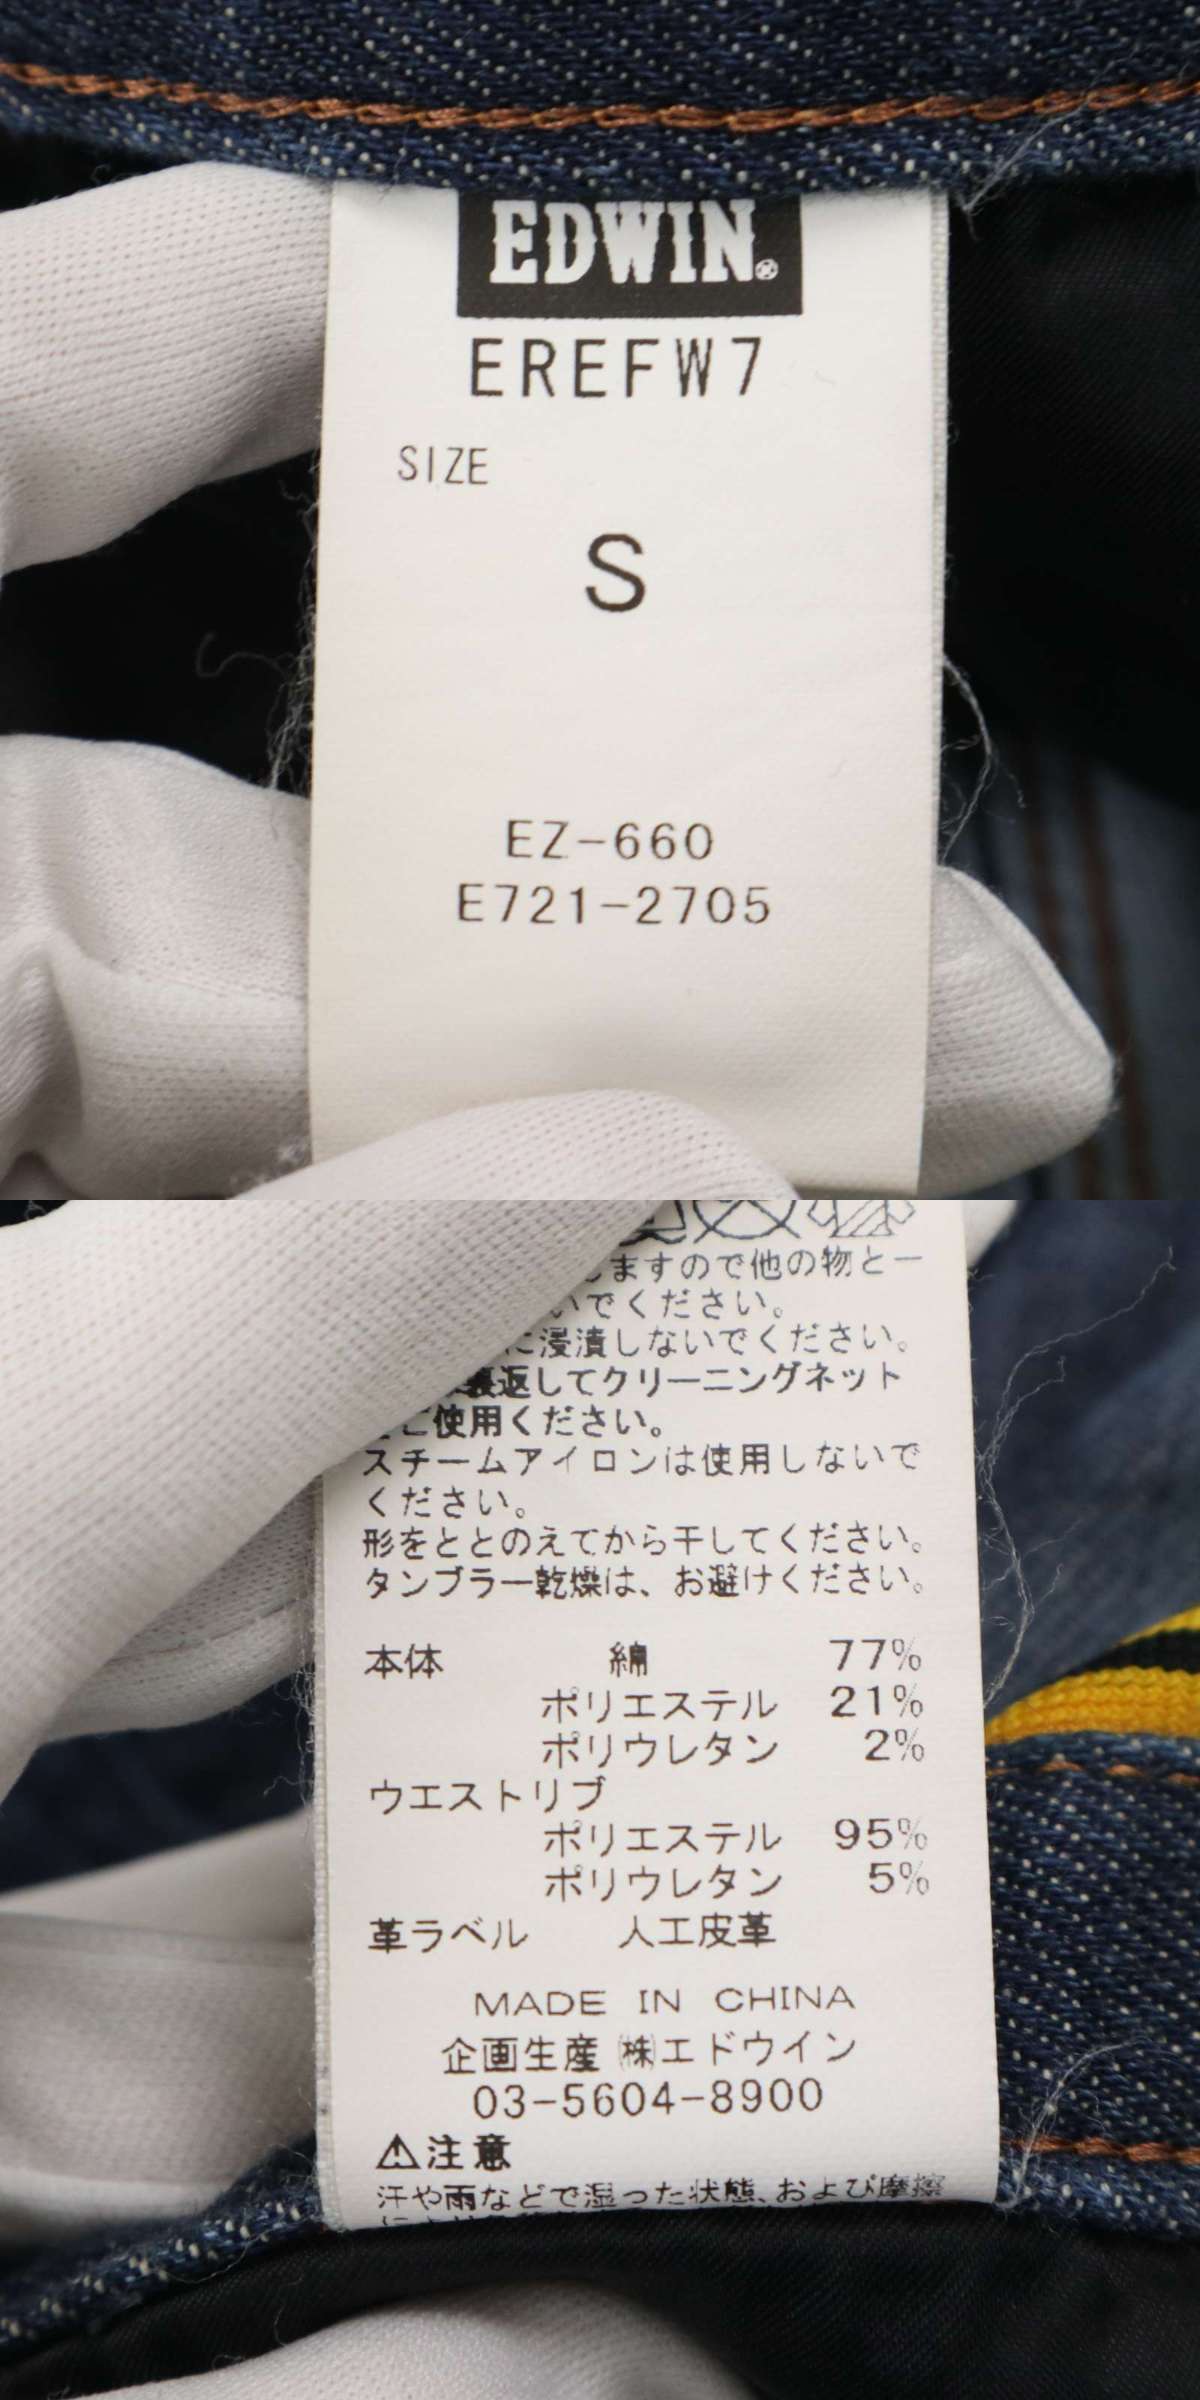 EDWIN®
EREFW7
SIZE
S
EZ-660
E721-2705
しますので他の物と一
いでください。
に浸漬しないでください。
裏返してクリーニングネット
をご使用ください。
スチームアイロンは使用しないで
ください。
形をととのえてから干してください。
タンブラー乾燥は、お避けください。
本体 綿 77%
ポリエステル 21%
ポリウレタン 2%
ウエストリブ
ポリエステル 95%
ポリウレタン 5%
革ラベル 人工皮革
MADE IN CHINA
企画生産 ㈱エドウイン
03-5604-8900
⚠注意
汗や雨などで湿った状態、および摩擦